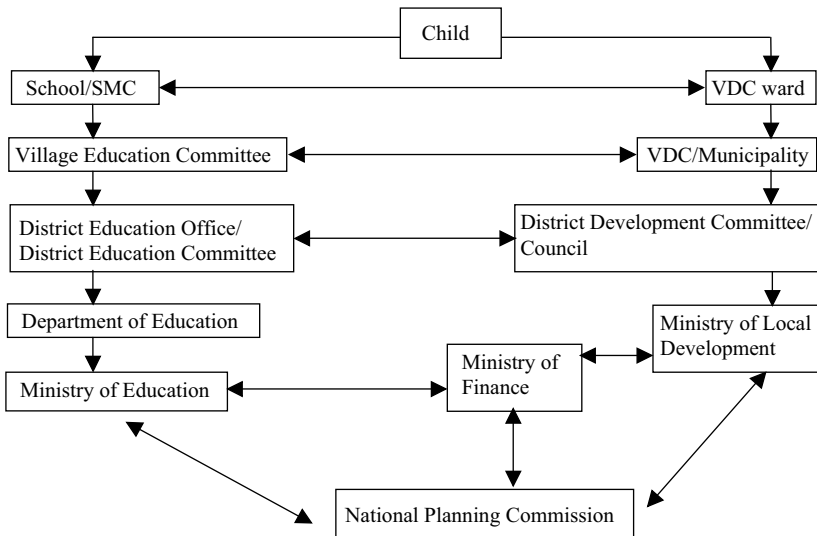 Child
School/SMC
VDC ward
Village Education Committee
VDC/Municipality
District Education Office/
District Education Committee
District Development Committee/
Council
Department of Education
Ministry of Local
Development
Ministry of Education
Ministry of
Finance
National Planning Commission